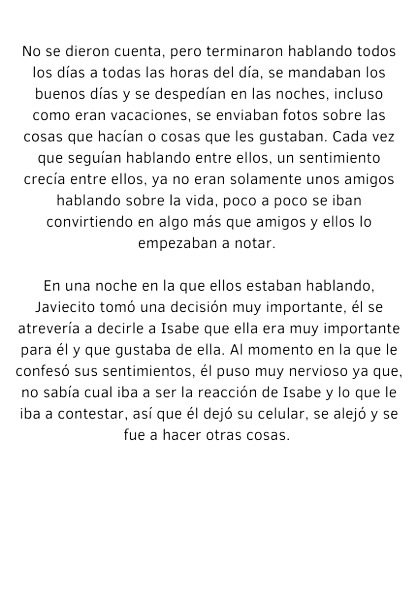 No se dieron cuenta, pero terminaron hablando todos
los días a todas las horas del día, se mandaban los
buenos días y se despedían en las noches, incluso
como eran vacaciones, se enviaban fotos sobre las
cosas que hacían o cosas que les gustaban. Cada vez
que seguían hablando entre ellos, un sentimiento
crecía entre ellos, ya no eran solamente unos amigos
hablando sobre la vida, poco a poco se iban
convirtiendo en algo más que amigos y ellos lo
empezaban a notar.
En una noche en la que ellos estaban hablando,
Javiecito tomó una decisión muy importante, él se
atrevería a decirle a Isabe que ella era muy importante
para él y que gustaba de ella. Al momento en la que le
confesó sus sentimientos, él puso muy nervioso ya que,
no sabía cual iba a ser la reacción de Isabe y lo que le
iba a contestar, así que él dejó su celular, se alejó y se
fue a hacer otras cosas.